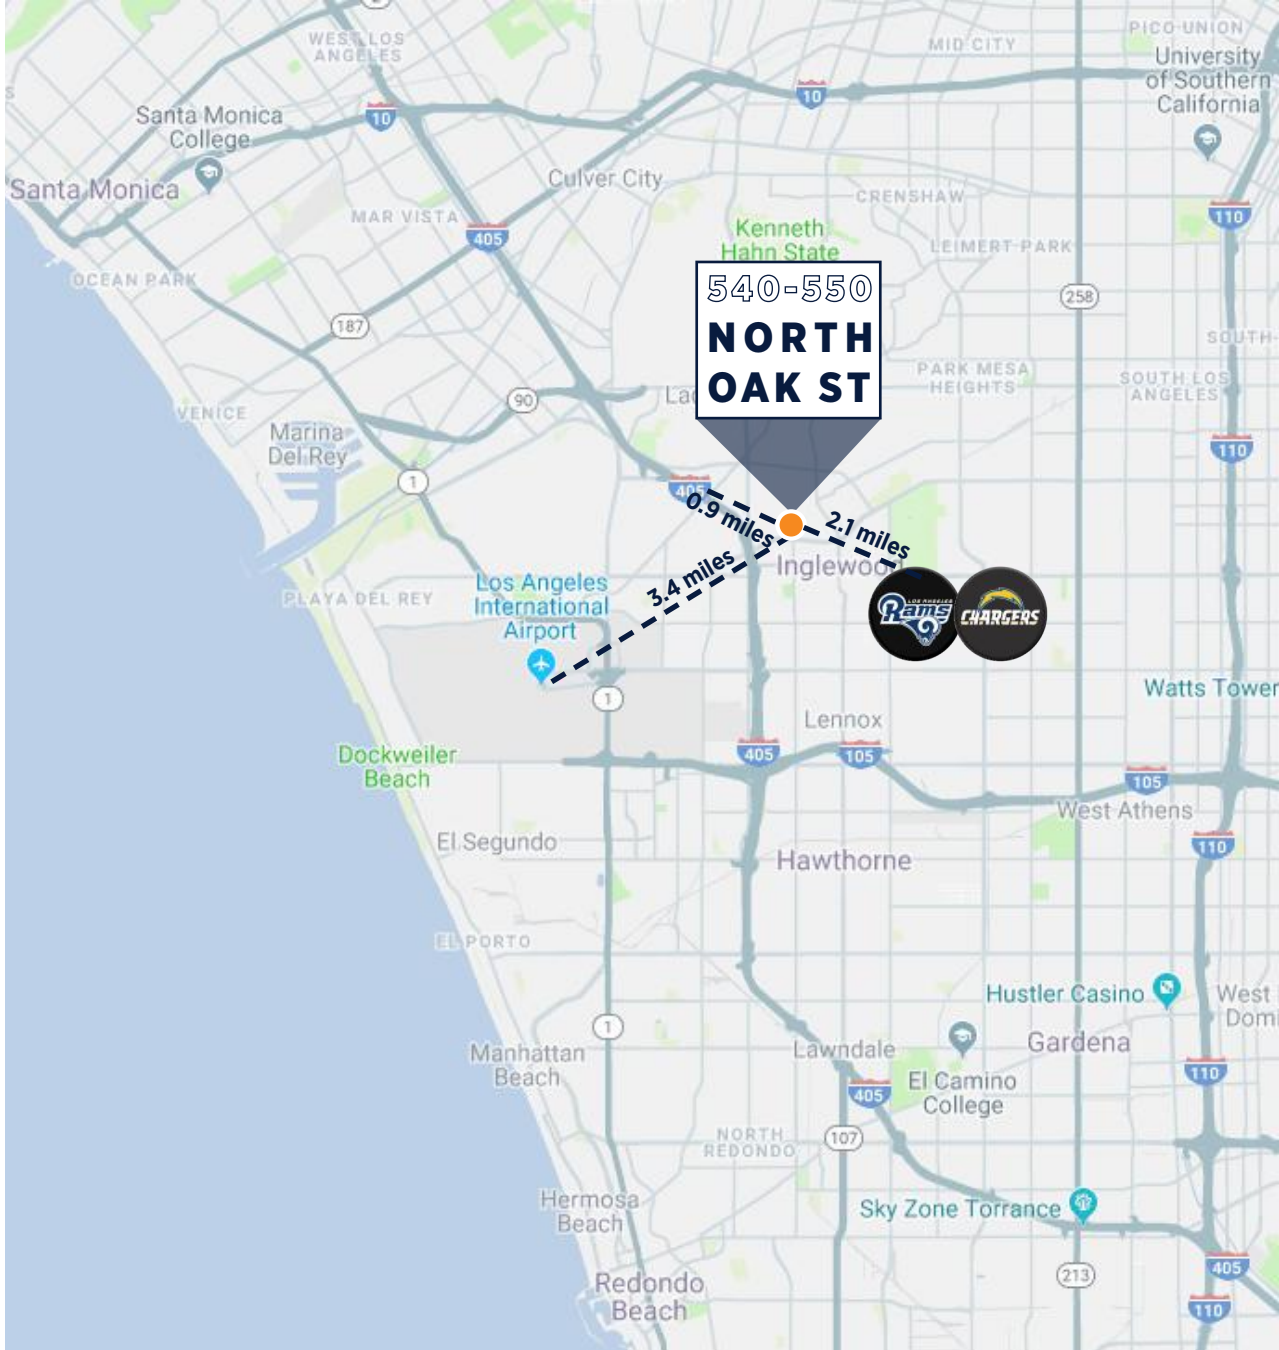 WEST LOS
ANGELES
MID CITY
PICO-UNION
University
of Southern
California
10
10
Santa Monica
College
Santa Monica
Culver City
MAR VISTA
405
CRENSHAW
110
Kenneth
Hahn State
LEIMERT PARK
OCEAN PARK
258
187
540-550
NORTH
OAK ST
SOUTH
PARK MESA
HEIGHTS
SOUTH LOS
ANGELES
90
Lad
VENICE
Marina
Del Rey
110
1
405
0.9 miles
2.1 miles
3.4 miles
Inglewood
Los Angeles
International
Airport
PLAYA DEL REY
LOS ANGELES
Rams
CHARGERS
Watts Tower
1
Lennox
405
105
105
Dockweiler
Beach
West Athens
El Segundo
Hawthorne
110
EL PORTO
Hustler Casino
West
Domi
1
Gardena
Manhattan
Beach
Lawndale
110
405
El Camino
College
NORTH
REDONDO
107
Hermosa
Beach
Sky Zone Torrance
405
213
Redondo
Beach
110